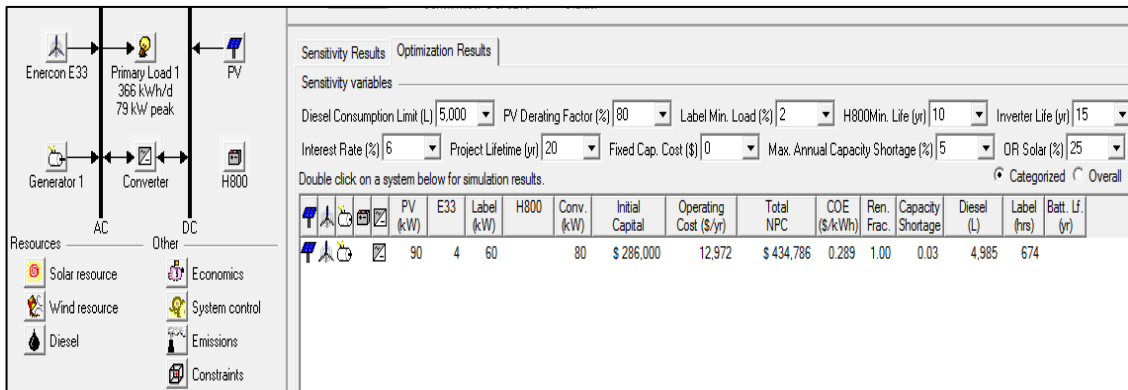 Enercon E33
Primary Load 1
366 kWh/d
79 kW peak
PV
Generator 1
Converter
H800
AC
DC
Resources
Other
Solar resource
Economics
Wind resource
System control
Diesel
Emissions
Constraints
Sensitivity Results
Optimization Results
Sensitivity variables
Diesel Consumption Limit (L) 5,000 PV Derating Factor (%) 80 Label Min. Load (%) 2 H800Min. Life (yr) 10 Inverter Life (yr) 15
Interest Rate (%) 6 Project Lifetime (yr) 20 Fixed Cap. Cost ($) 0 Max. Annual Capacity Shortage (%) 5 OR Solar (%) 25
Double click on a system below for simulation results.
Categorized Overall
PV (kW) E33 Label (kW) H800 Conv. (kW) Initial Capital Operating Cost ($/yr) Total NPC COE ($/kWh) Ren. Frac. Capacity Shortage Diesel (L) Label (hrs) Batt. Lf. (yr)
90 4 60 80 $ 286,000 12,972 $ 434,786 0.289 1.00 0.03 4,985 674